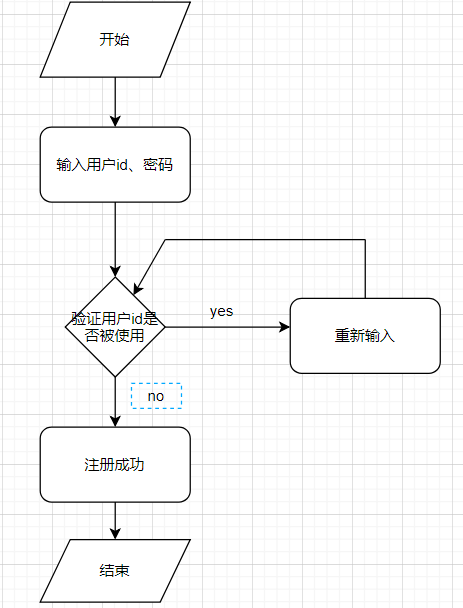 开始
输入用户id、密码
验证用户id是
否被使用
yes
重新输入
no
注册成功
结束